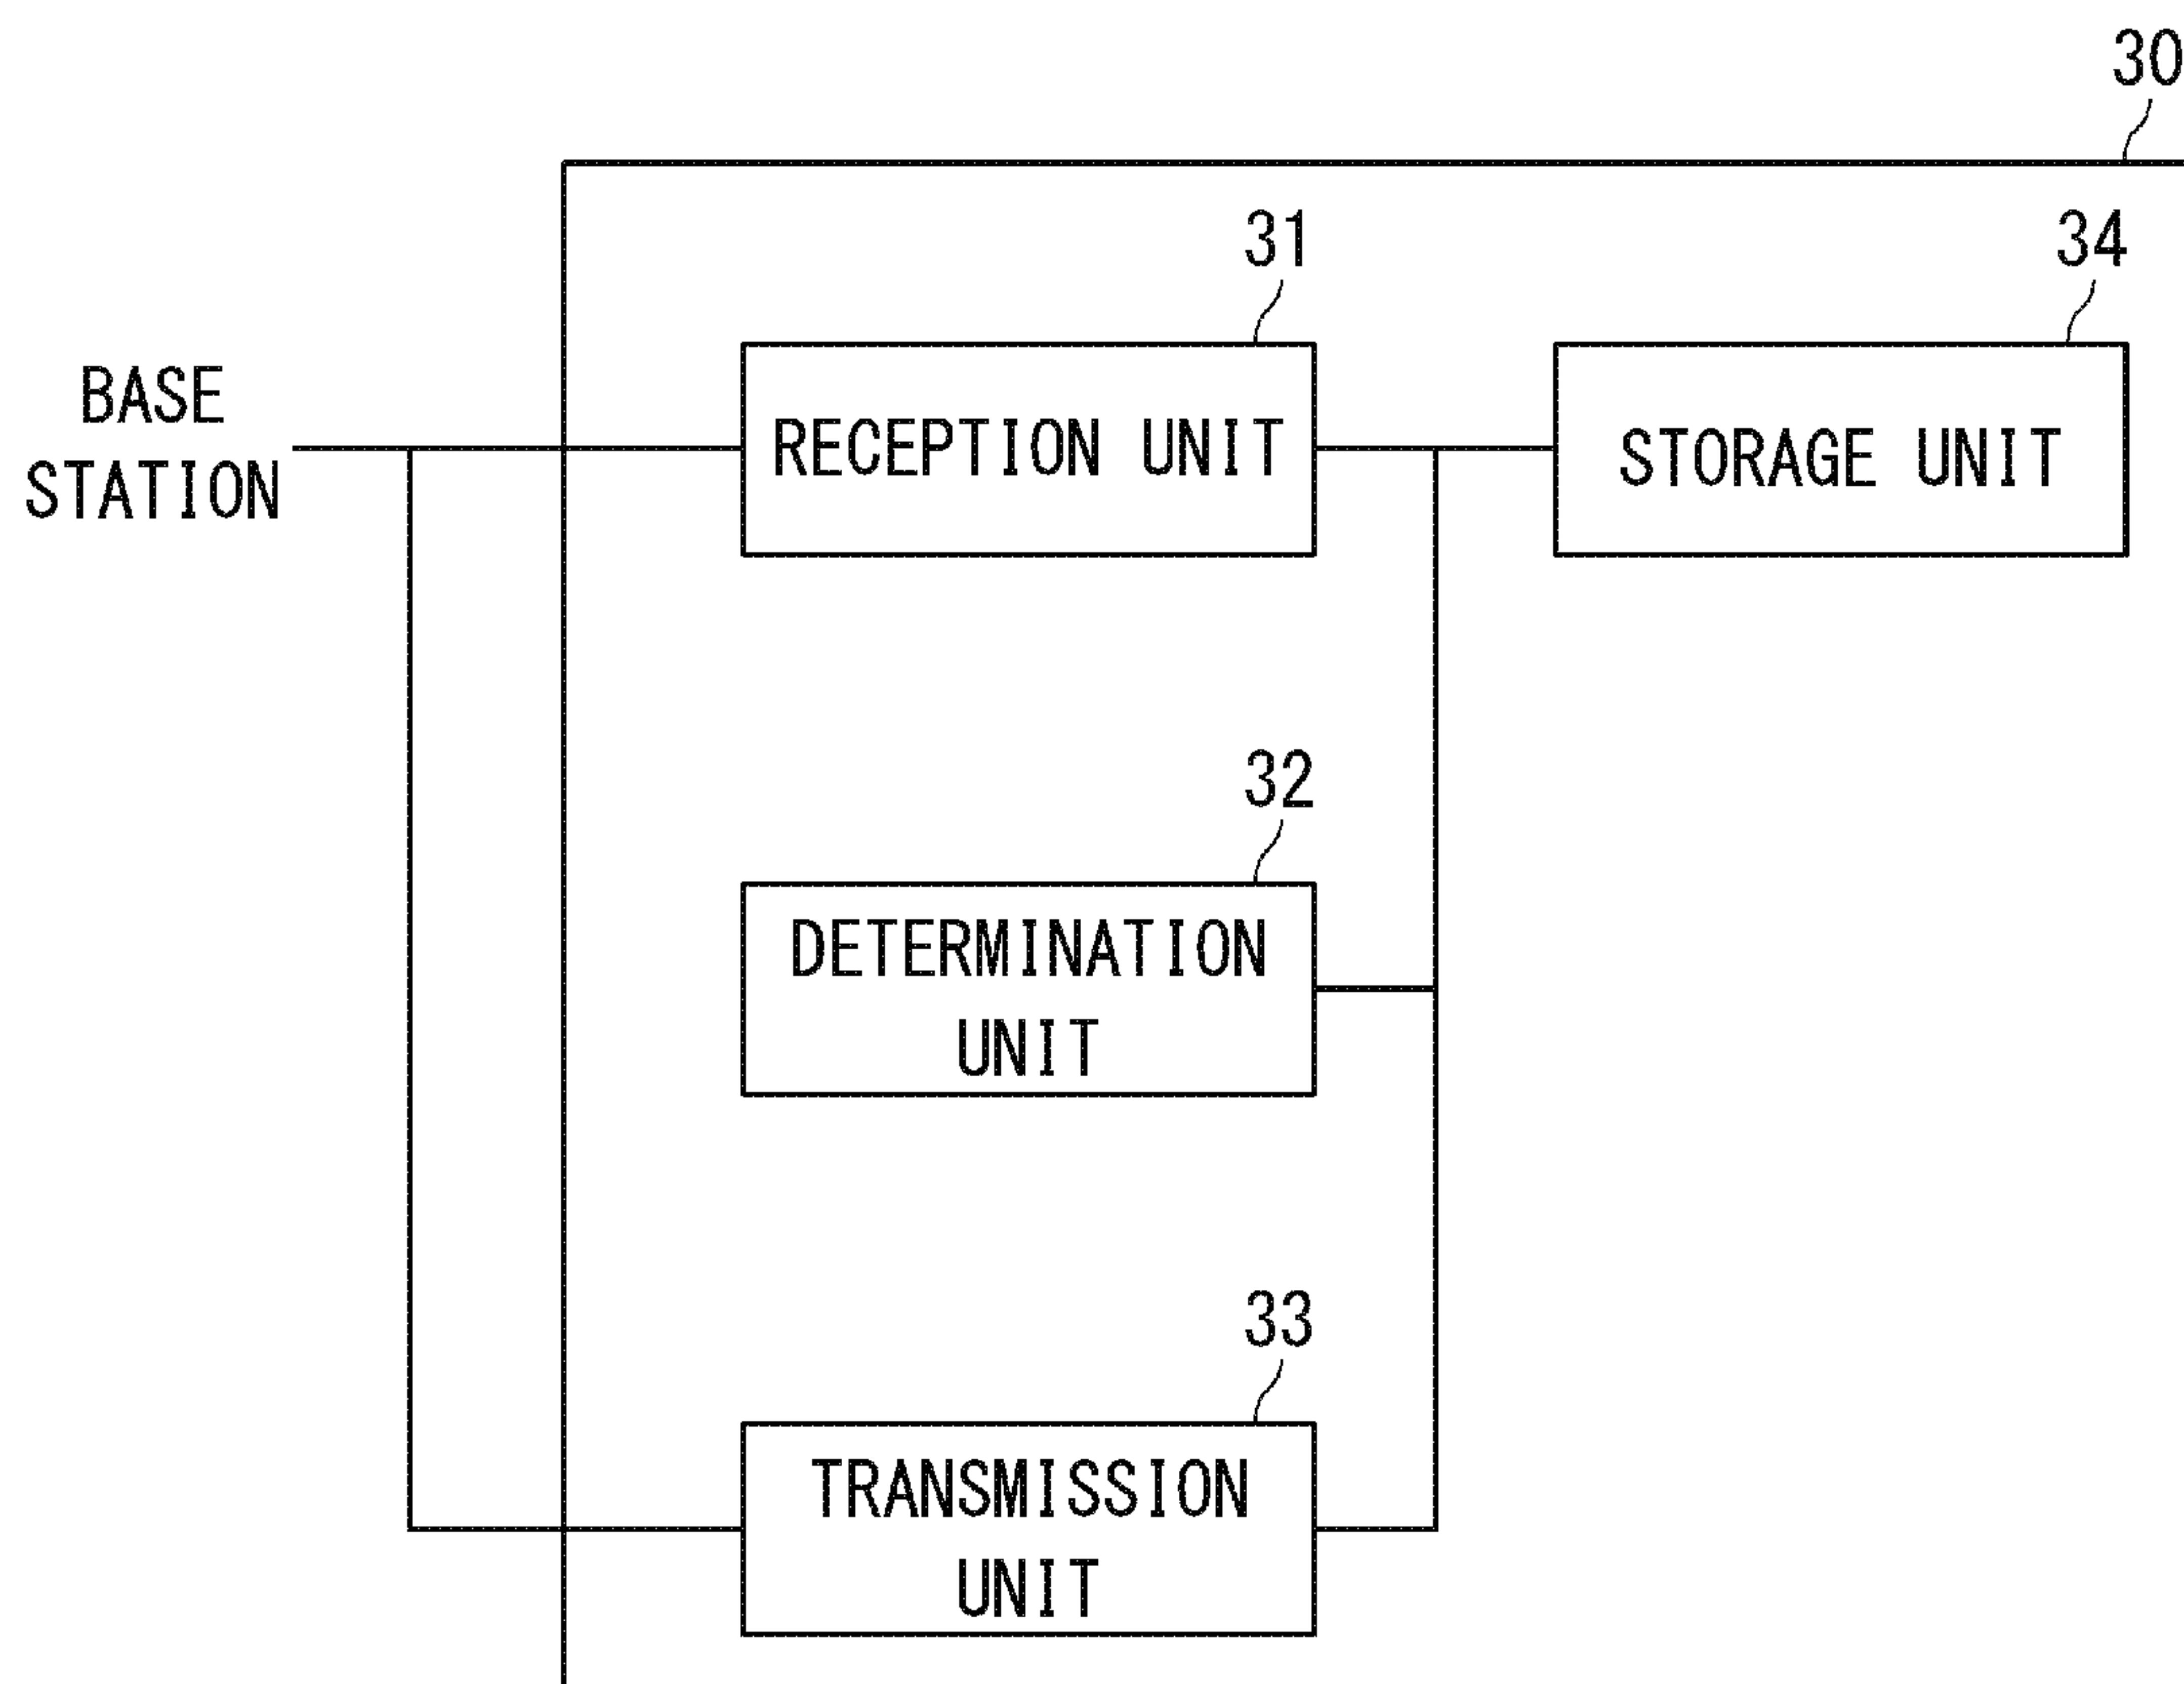 30
31
34
BASE
STATION
RECEPTION UNIT
STORAGE UNIT
32
DETERMINATION
UNIT
33
TRANSMISSION
UNIT